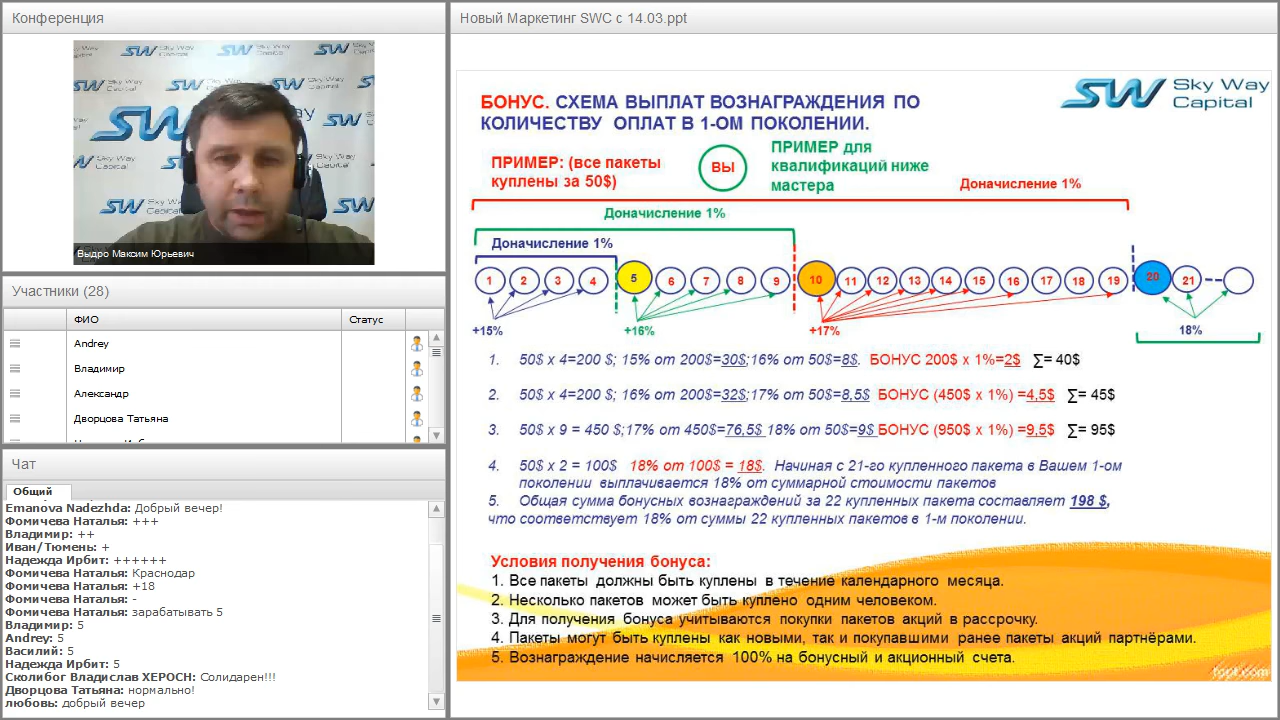 Конференция
Новый Маркетинг SWC с 14.03.ppt
Sky Way
Capital
Выдро Максим Юрьевич
Участники (28)
ФИО
Статус
Andrey
Владимир
Александр
Дворцова Татьяна
Чат
Общий
Emanova Nadezhda: Добрый вечер!
Фомичева Наталья: +++
Владимир: ++
Иван/Тюмень: +
Надежда Ирбит: ++++++
Фомичева Наталья: Краснодар
Фомичева Наталья: +18
Фомичева Наталья: -
Фомичева Наталья: зарабатывать 5
Владимир: 5
Andrey: 5
Василий: 5
Надежда Ирбит: 5
Сколибог Владислав ХЕРОСН: Солидарен!!!
Дворцова Татьяна: нормально!
любовь: добрый вечер
SW Sky Way
Capital
БОНУС. СХЕМА ВЫПЛАТ ВОЗНАГРАЖДЕНИЯ ПО
КОЛИЧЕСТВУ ОПЛАТ В 1-ОМ ПОКОЛЕНИИ.
ПРИМЕР: (все пакеты
куплены за 50$)
ВЫ
ПРИМЕР для
квалификаций ниже
мастера
Доначисление 1%
Доначисление 1%
Доначисление 1%
1 2 3 4 5 6 7 8 9 10 11 12 13 14 15 16 17 18 19 20 21
+15% +16% +17% 18%
1. 50$ x 4=200 $; 15% от 200$=30$;16% от 50$=8$. БОНУС 200$ x 1%=2$ ∑= 40$
2. 50$ x 4=200 $; 16% от 200$=32$;17% от 50$=8,5$ БОНУС (450$ x 1%) =4,5$ ∑= 45$
3. 50$ x 9 = 450 $;17% от 450$=76,5$ 18% от 50$=9$ БОНУС (950$ x 1%) =9,5$ ∑= 95$
4. 50$ x 2 = 100$ 18% от 100$ = 18$. Начиная с 21-го купленного пакета в Вашем 1-ом
поколении выплачивается 18% от суммарной стоимости пакетов
5. Общая сумма бонусных вознаграждений за 22 купленных пакета составляет 198 $,
что соответствует 18% от суммы 22 купленных пакетов в 1-м поколении.
Условия получения бонуса:
1. Все пакеты должны быть куплены в течение календарного месяца.
2. Несколько пакетов может быть куплено одним человеком.
3. Для получения бонуса учитываются покупки пакетов акций в рассрочку.
4. Пакеты могут быть куплены как новыми, так и покупавшими ранее пакеты акций партнёрами.
5. Вознаграждение начисляется 100% на бонусный и акционный счета.
fppt.com